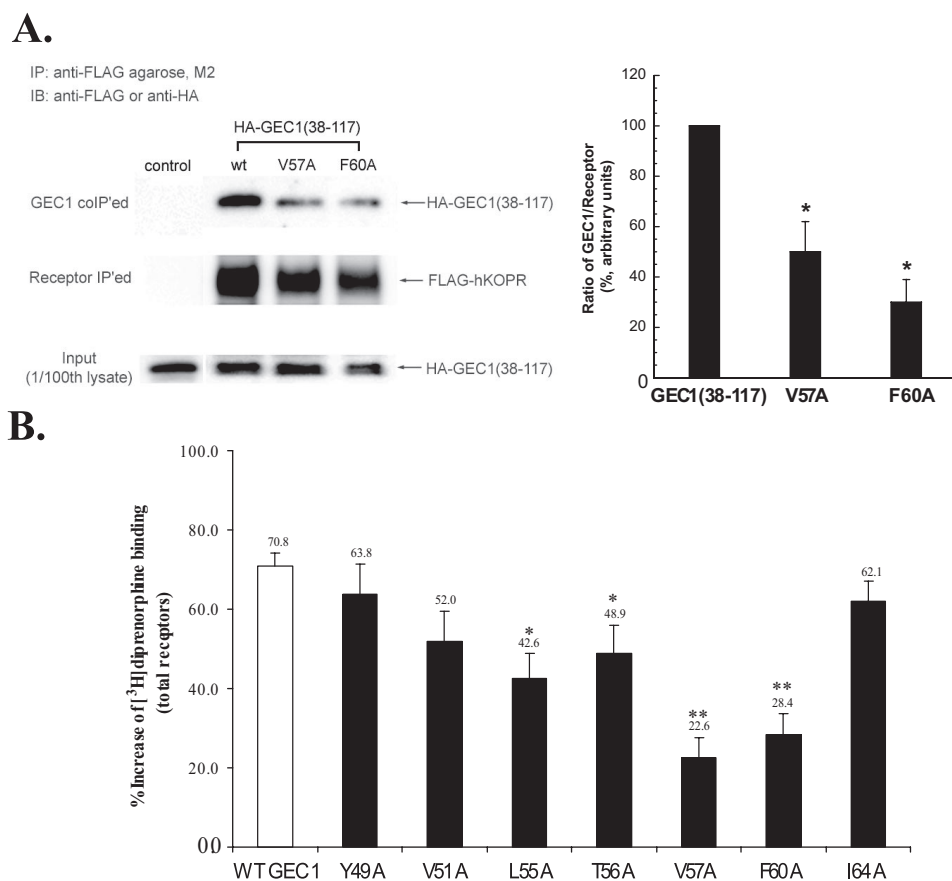 A.
IP: anti-FLAG agarose, M2
IB: anti-FLAG or anti-HA
HA-GEC1(38-117)
control wt V57A F60A
GEC1 coIP'ed HA-GEC1(38-117)
Receptor IP'ed FLAG-hKOPR
Input
(1/100th lysate) HA-GEC1(38-117)
Ratio of GEC1/Receptor
(%, arbitrary units)
120
100
80
60
40
20
0
* *
GEC1(38-117) V57A F60A
B.
% Increase of [³H]diprenorphine binding
(total receptors)
100.0
80.0
60.0
40.0
20.0
0.0
70.8
63.8
52.0
*
42.6
*
48.9
**
22.6
**
28.4
62.1
WT GEC1 Y49A V51A L55A T56A V57A F60A I64A